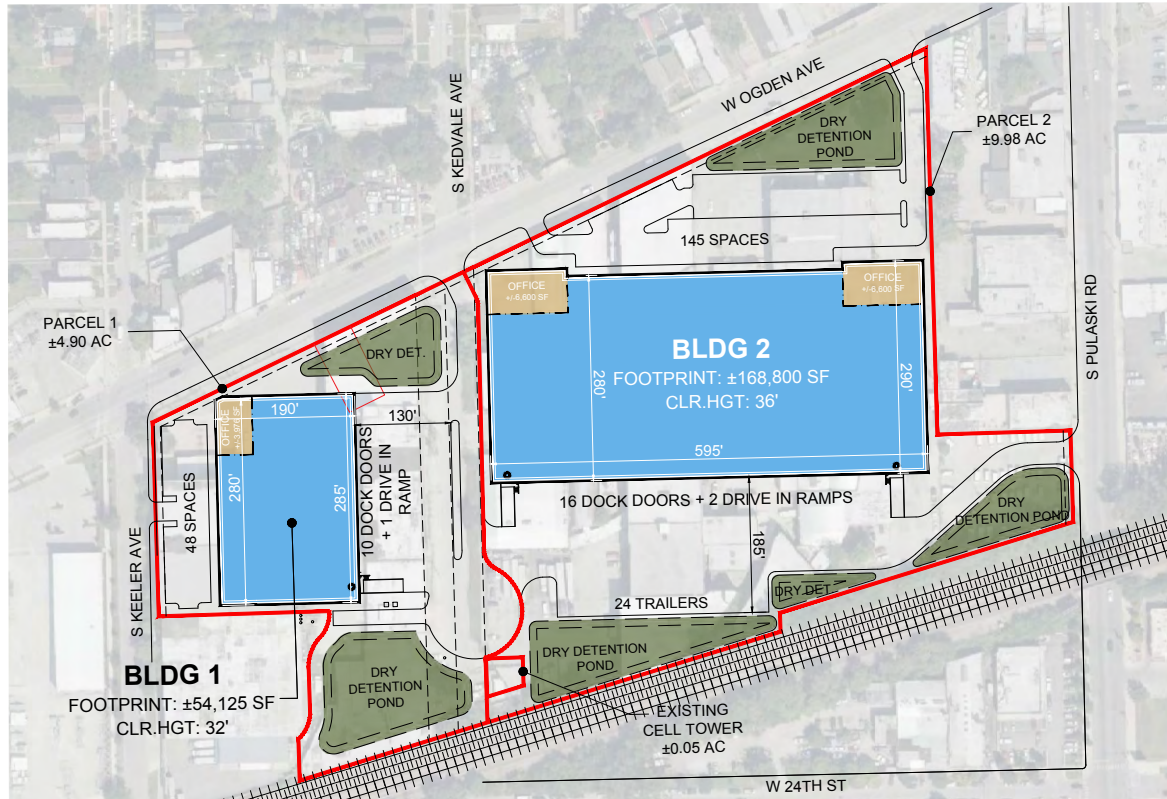 W OGDEN AVE
S KEDVALE AVE
DRY
DETENTION
POND
PARCEL 2
±9.98 AC
145 SPACES
OFFICE
+/-6,600 SF
OFFICE
+/-6,600 SF
S PULASKI RD
PARCEL 1
±4.90 AC
DRY DET.
BLDG 2
FOOTPRINT: ±168,800 SF
CLR.HGT: 36'
280'
290'
595'
OFFICE
190'
130'
280'
285'
48 SPACES
10 DOCK DOORS
+ 1 DRIVE IN
RAMP
16 DOCK DOORS + 2 DRIVE IN RAMPS
185'
DRY
DETENTION POND
S KEELER AVE
DRY DET.
24 TRAILERS
DRY DETENTION
POND
BLDG 1
FOOTPRINT: ±54,125 SF
CLR.HGT: 32'
DRY
DETENTION
POND
EXISTING
CELL TOWER
±0.05 AC
W 24TH ST